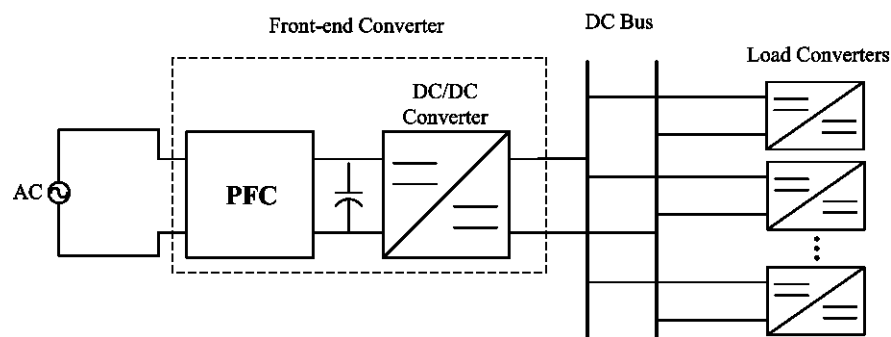 Front-end Converter
DC Bus
Load Converters
DC/DC
Converter
AC
PFC